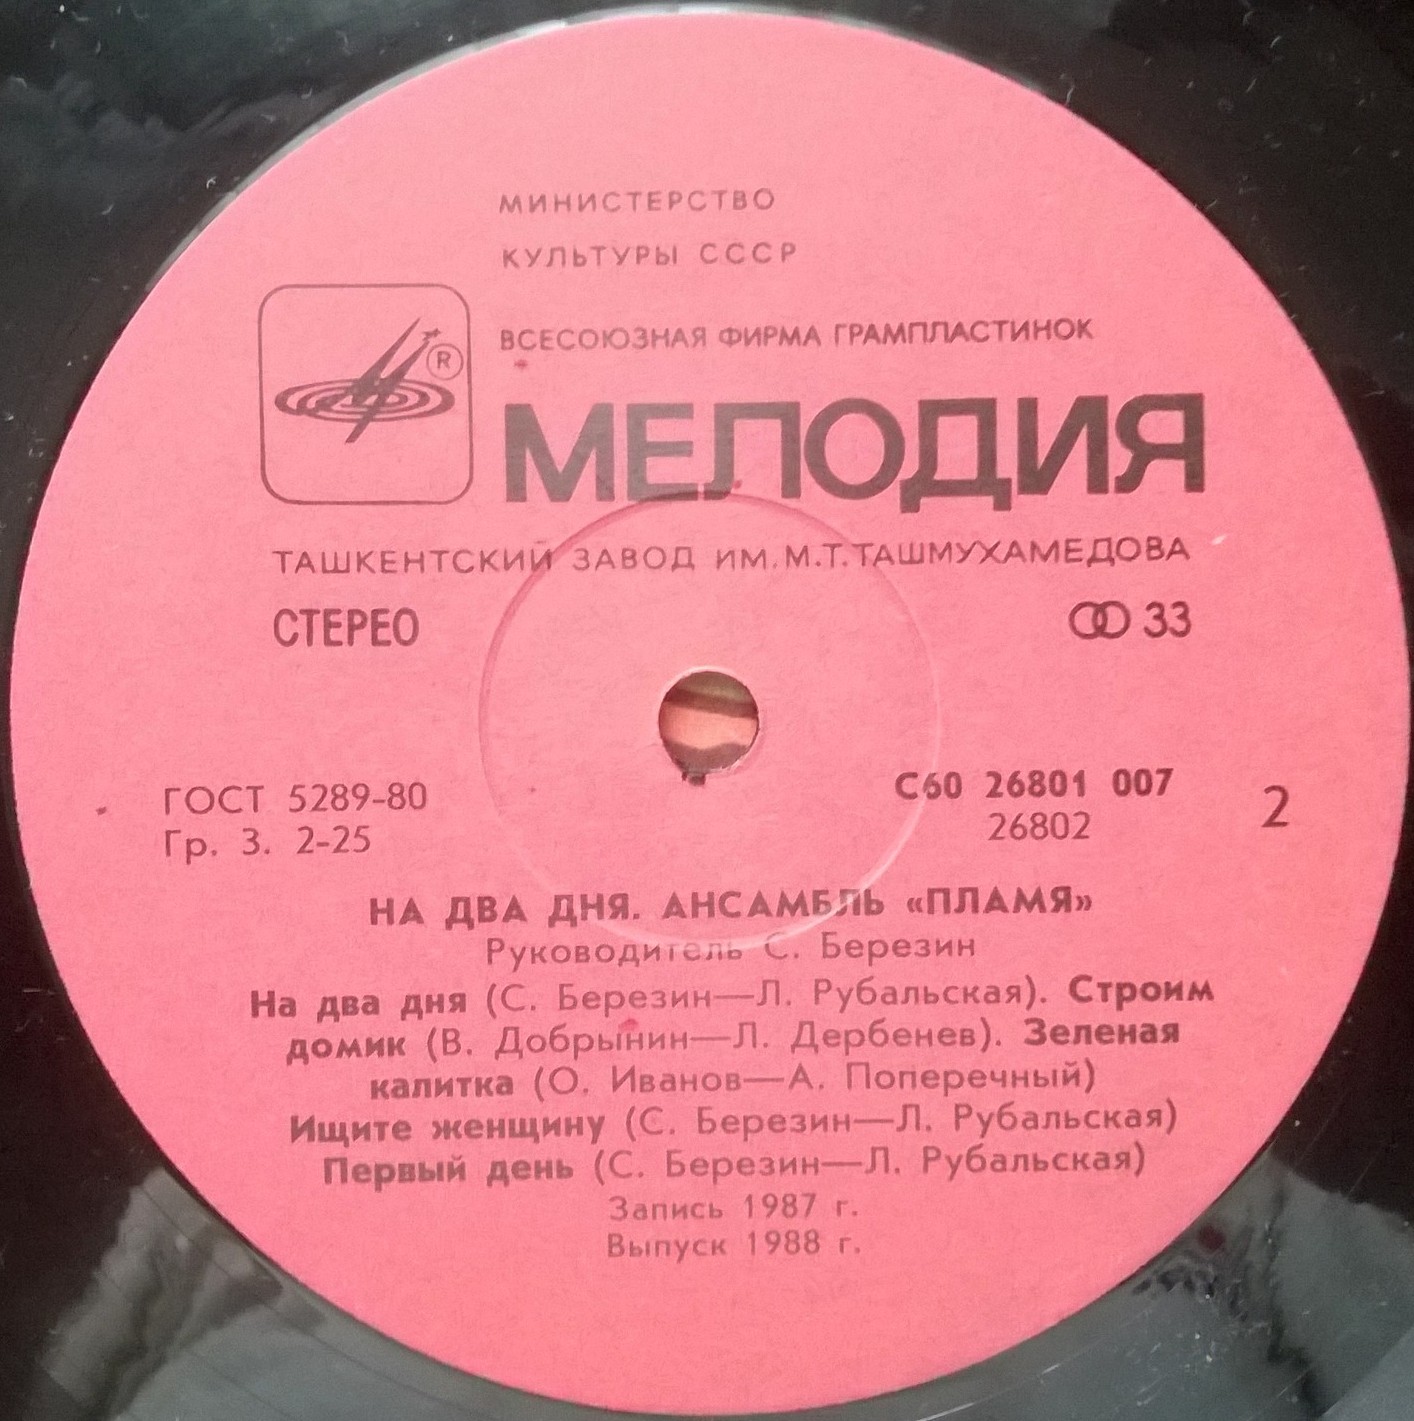 МИНИСТЕРСТВО
КУЛЬТУРЫ СССР
ВСЕСОЮЗНАЯ ФИРМА ГРАМПЛАСТИНОК
®
МЕЛОДИЯ
ТАШКЕНТСКИЙ ЗАВОД ИМ. М.Т. ТАШМУХАМЕДОВА
СТЕРЕО 33
ГОСТ 5289-80 С60 26801 007
Гр. 3. 2-25 26802 2
НА ДВА ДНЯ. АНСАМБЛЬ «ПЛАМЯ»
Руководитель С. Березин
На два дня (С. Березин—Л. Рубальская). Строим
домик (В. Добрынин—Л. Дербенев). Зеленая
калитка (О. Иванов—А. Поперечный)
Ищите женщину (С. Березин—Л. Рубальская)
Первый день (С. Березин—Л. Рубальская)
Запись 1987 г.
Выпуск 1988 г.